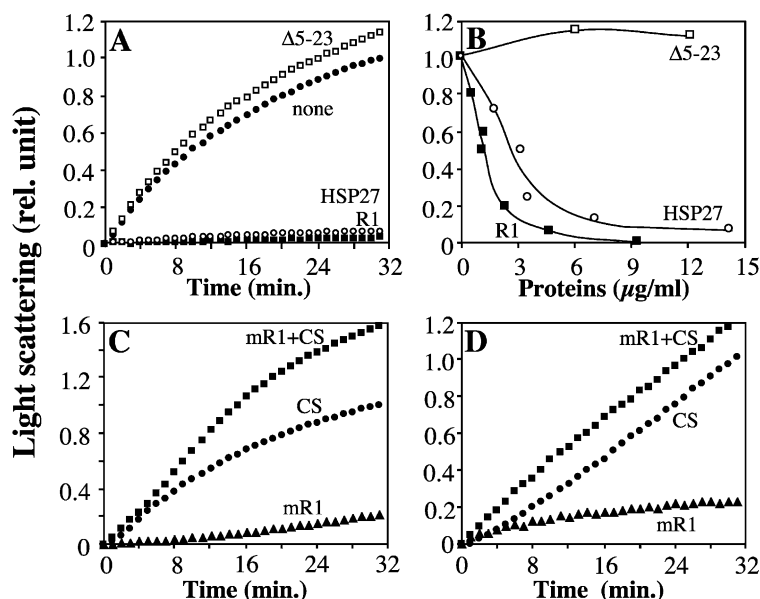 Light scattering (rel. unit)
A
1.2
1.0
0.8
0.6
0.4
0.2
0
Δ5-23
none
HSP27
R1
0 8 16 24 32
Time (min.)
B
1.2
1.0
0.8
0.6
0.4
0.2
0
Δ5-23
HSP27
R1
0 3 6 9 12 15
Proteins (µg/ml)
C
1.6
1.2
0.8
0.4
0
mR1+CS
CS
mR1
0 8 16 24 32
Time (min.)
D
1.2
1.0
0.8
0.6
0.4
0.2
0
mR1+CS
CS
mR1
0 8 16 24 32
Time (min.)